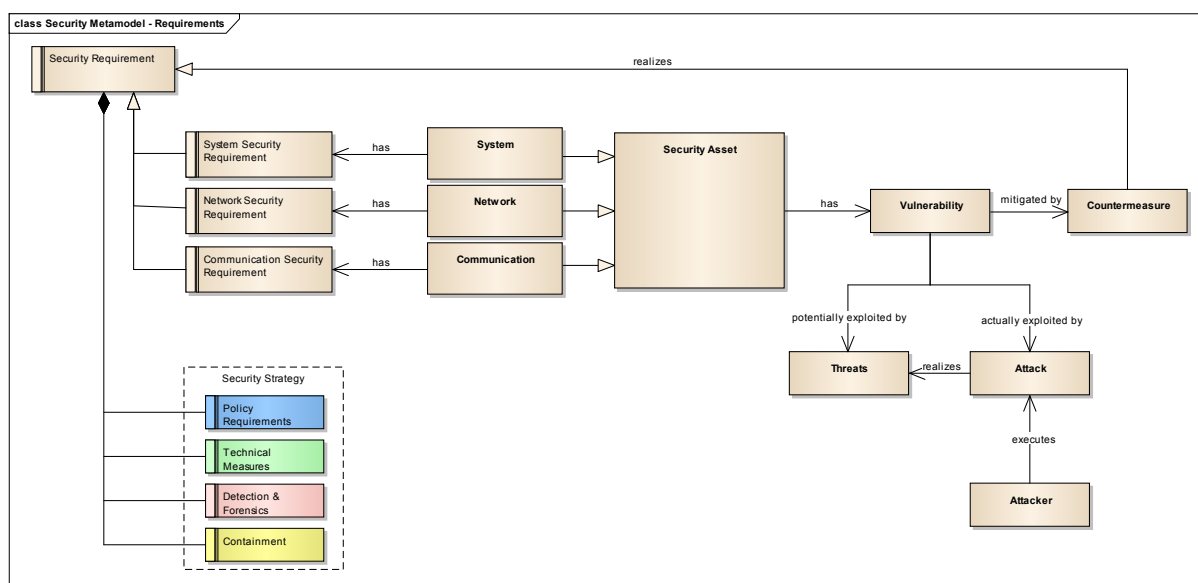 class Security Metamodel - Requirements
Security Requirement
realizes
System Security
Requirement
has
System
Security Asset
Network Security
Requirement
has
Network
has
Vulnerability
mitigated by
Countermeasure
Communication Security
Requirement
has
Communication
potentially exploited by
actually exploited by
Threats
realizes
Attack
executes
Attacker
Security Strategy
Policy
Requirements
Technical
Measures
Detection &
Forensics
Containment